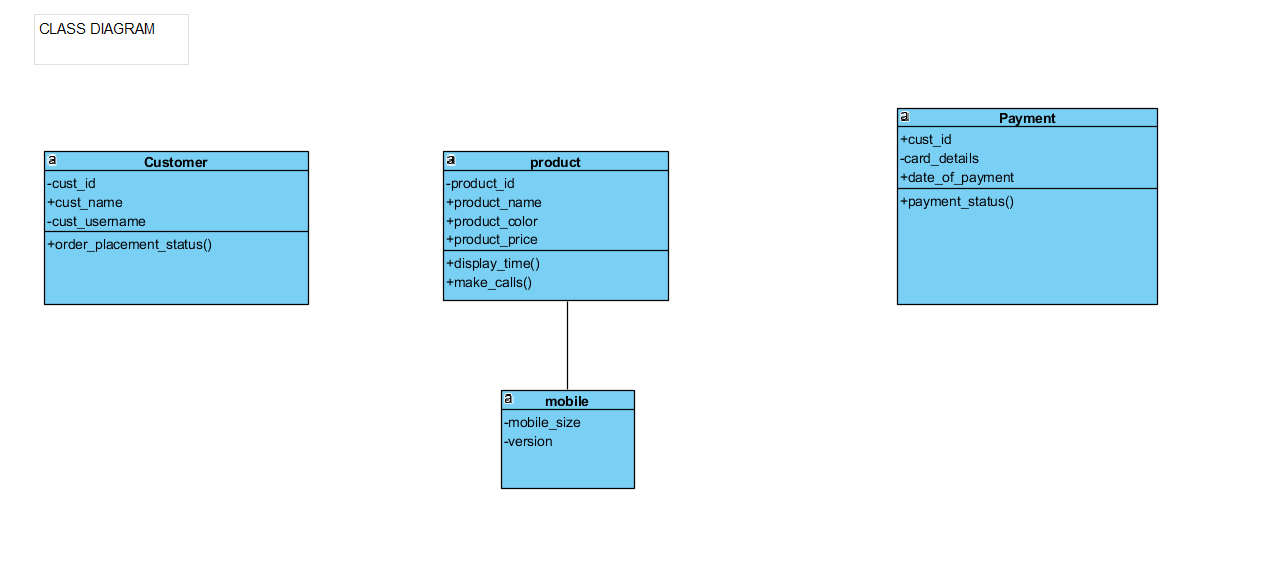 CLASS DIAGRAM
a Customer
-cust_id
+cust_name
-cust_username
+order_placement_status()
a product
-product_id
+product_name
+product_color
+product_price
+display_time()
+make_calls()
a mobile
-mobile_size
-version
a Payment
+cust_id
-card_details
+date_of_payment
+payment_status()